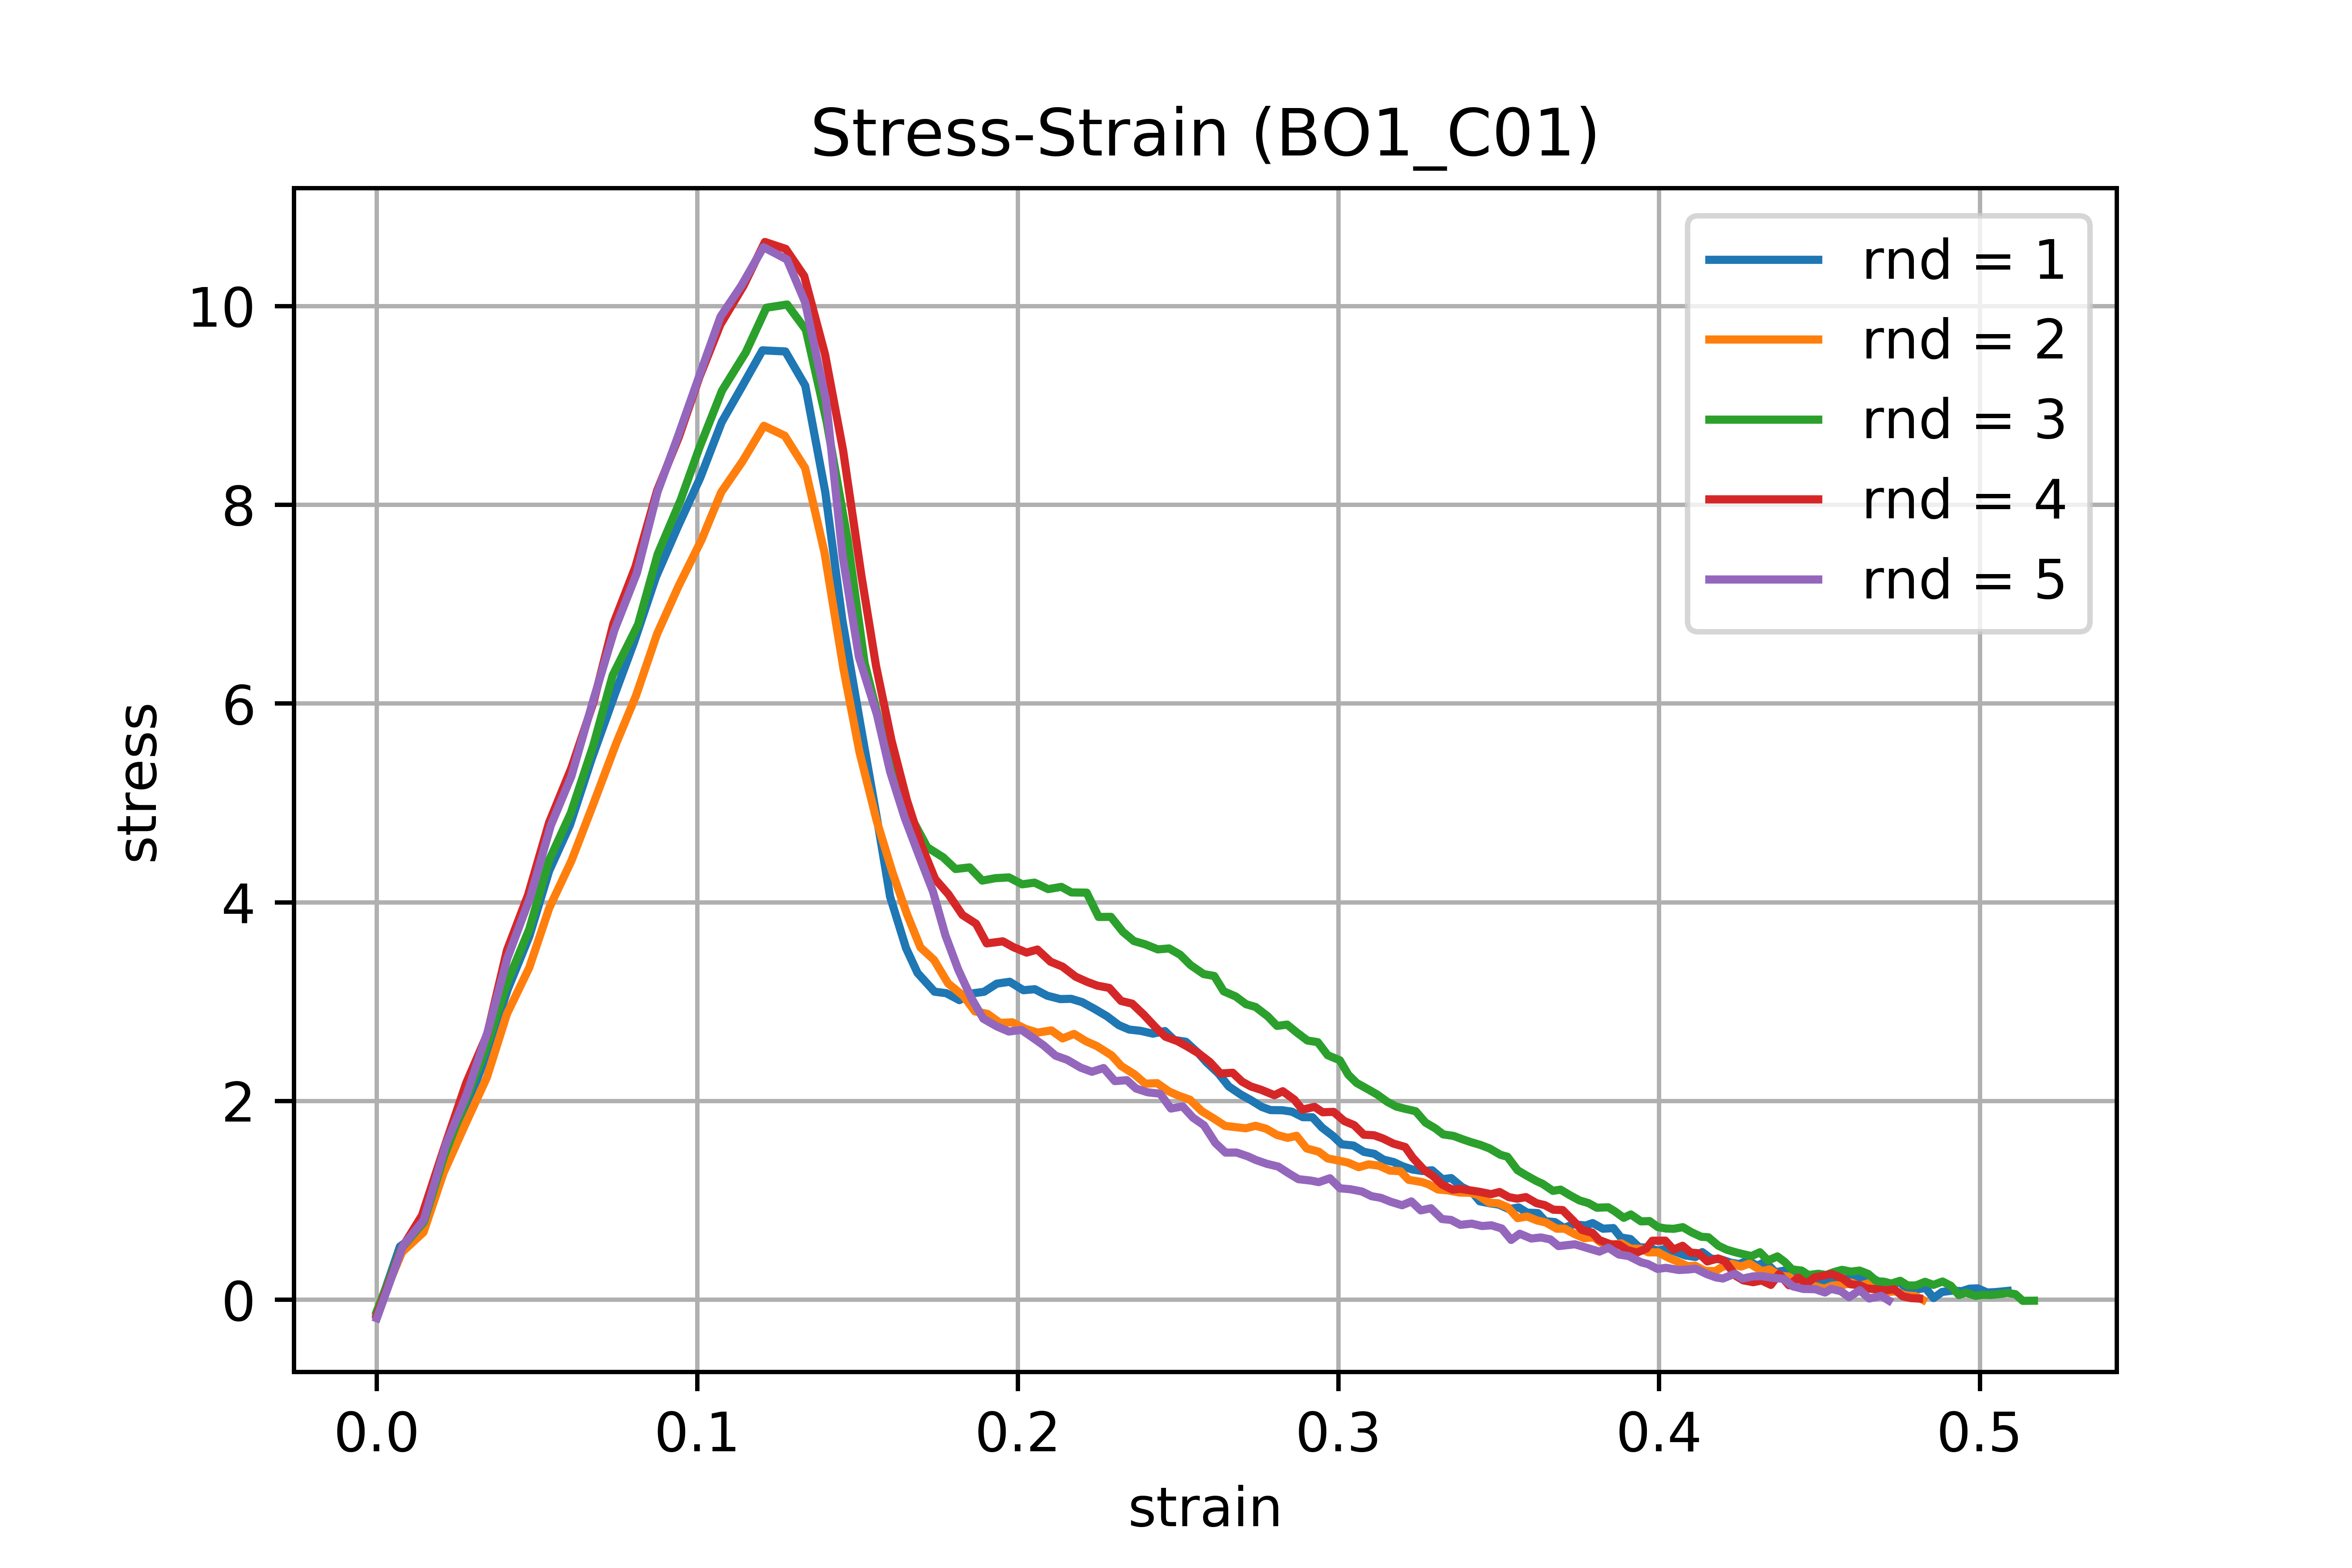 Stress-Strain (BO1_C01)
rnd = 1
rnd = 2
rnd = 3
rnd = 4
rnd = 5
10
8
6
4
2
0
stress
0.0 0.1 0.2 0.3 0.4 0.5
strain